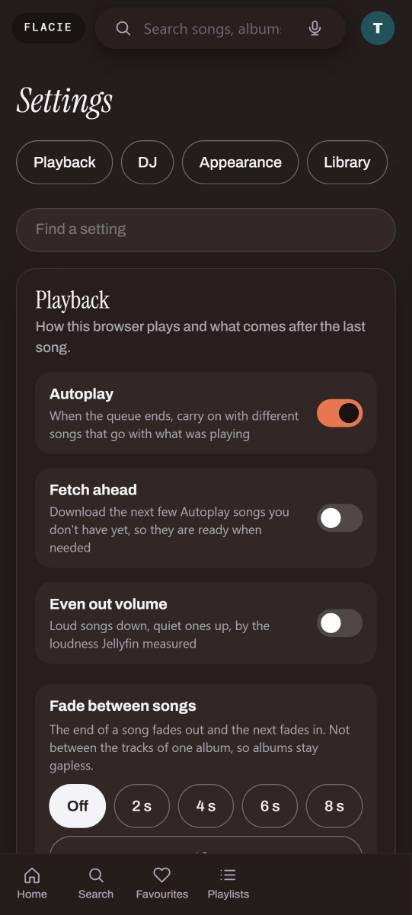 FLACIE
Search songs, album
T
Settings
Playback
DJ
Appearance
Library
Find a setting
Playback
How this browser plays and what comes after the last
song.
Autoplay
When the queue ends, carry on with different
songs that go with what was playing
Fetch ahead
Download the next few Autoplay songs you
don't have yet, so they are ready when
needed
Even out volume
Loud songs down, quiet ones up, by the
loudness Jellyfin measured
Fade between songs
The end of a song fades out and the next fades in. Not
between the tracks of one album, so albums stay
gapless.
Off
2 s
4 s
6 s
8 s
Home
Search
Favourites
Playlists